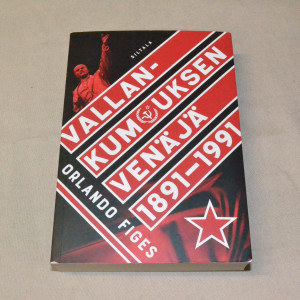 SILTALA
VALLAN-
KUMOUKSEN
VENÄJÄ
1891–1991
ORLANDO FIGES